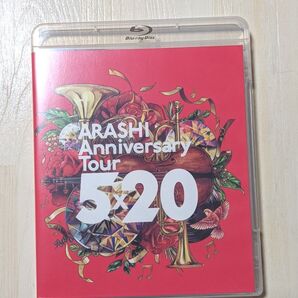 Blu-ray Disc
ARASHI
Anniversary
Tour
5×20